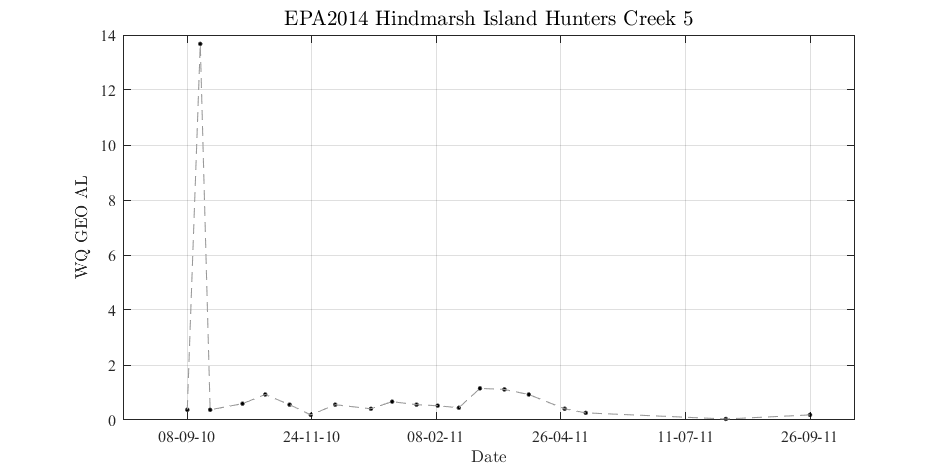 EPA2014 Hindmarsh Island Hunters Creek 5
14
12
10
8
6
4
2
0
WQ GEO AL
08-09-10 24-11-10 08-02-11 26-04-11 11-07-11 26-09-11
Date